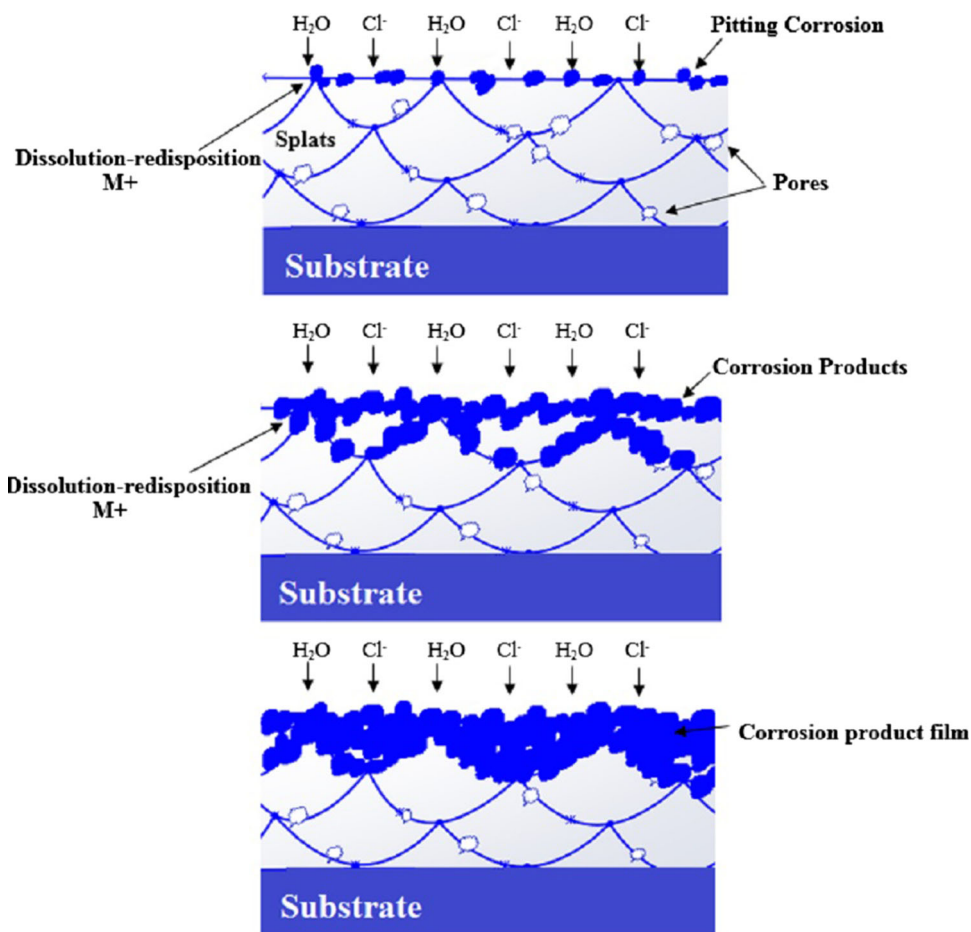 H₂O Cl⁻ H₂O Cl⁻ H₂O Cl⁻
Pitting Corrosion
Splats
Dissolution-redisposition
M+
Pores
Substrate
H₂O Cl⁻ H₂O Cl⁻ H₂O Cl⁻
Corrosion Products
Dissolution-redisposition
M+
Substrate
H₂O Cl⁻ H₂O Cl⁻ H₂O Cl⁻
Corrosion product film
Substrate